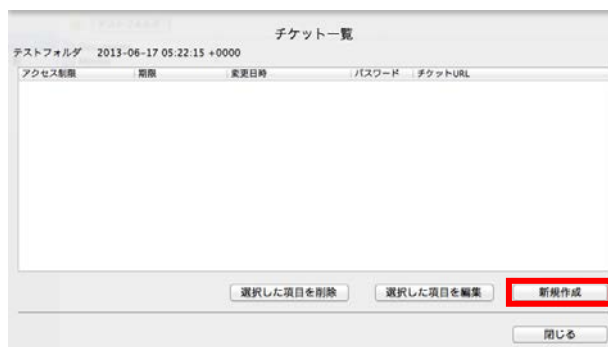 チケット一覧
テストフォルダ 2013-06-17 05:22:15 +0000
アクセス制限 期限 変更日時 パスワード チケットURL
選択した項目を削除 選択した項目を編集 新規作成
閉じる